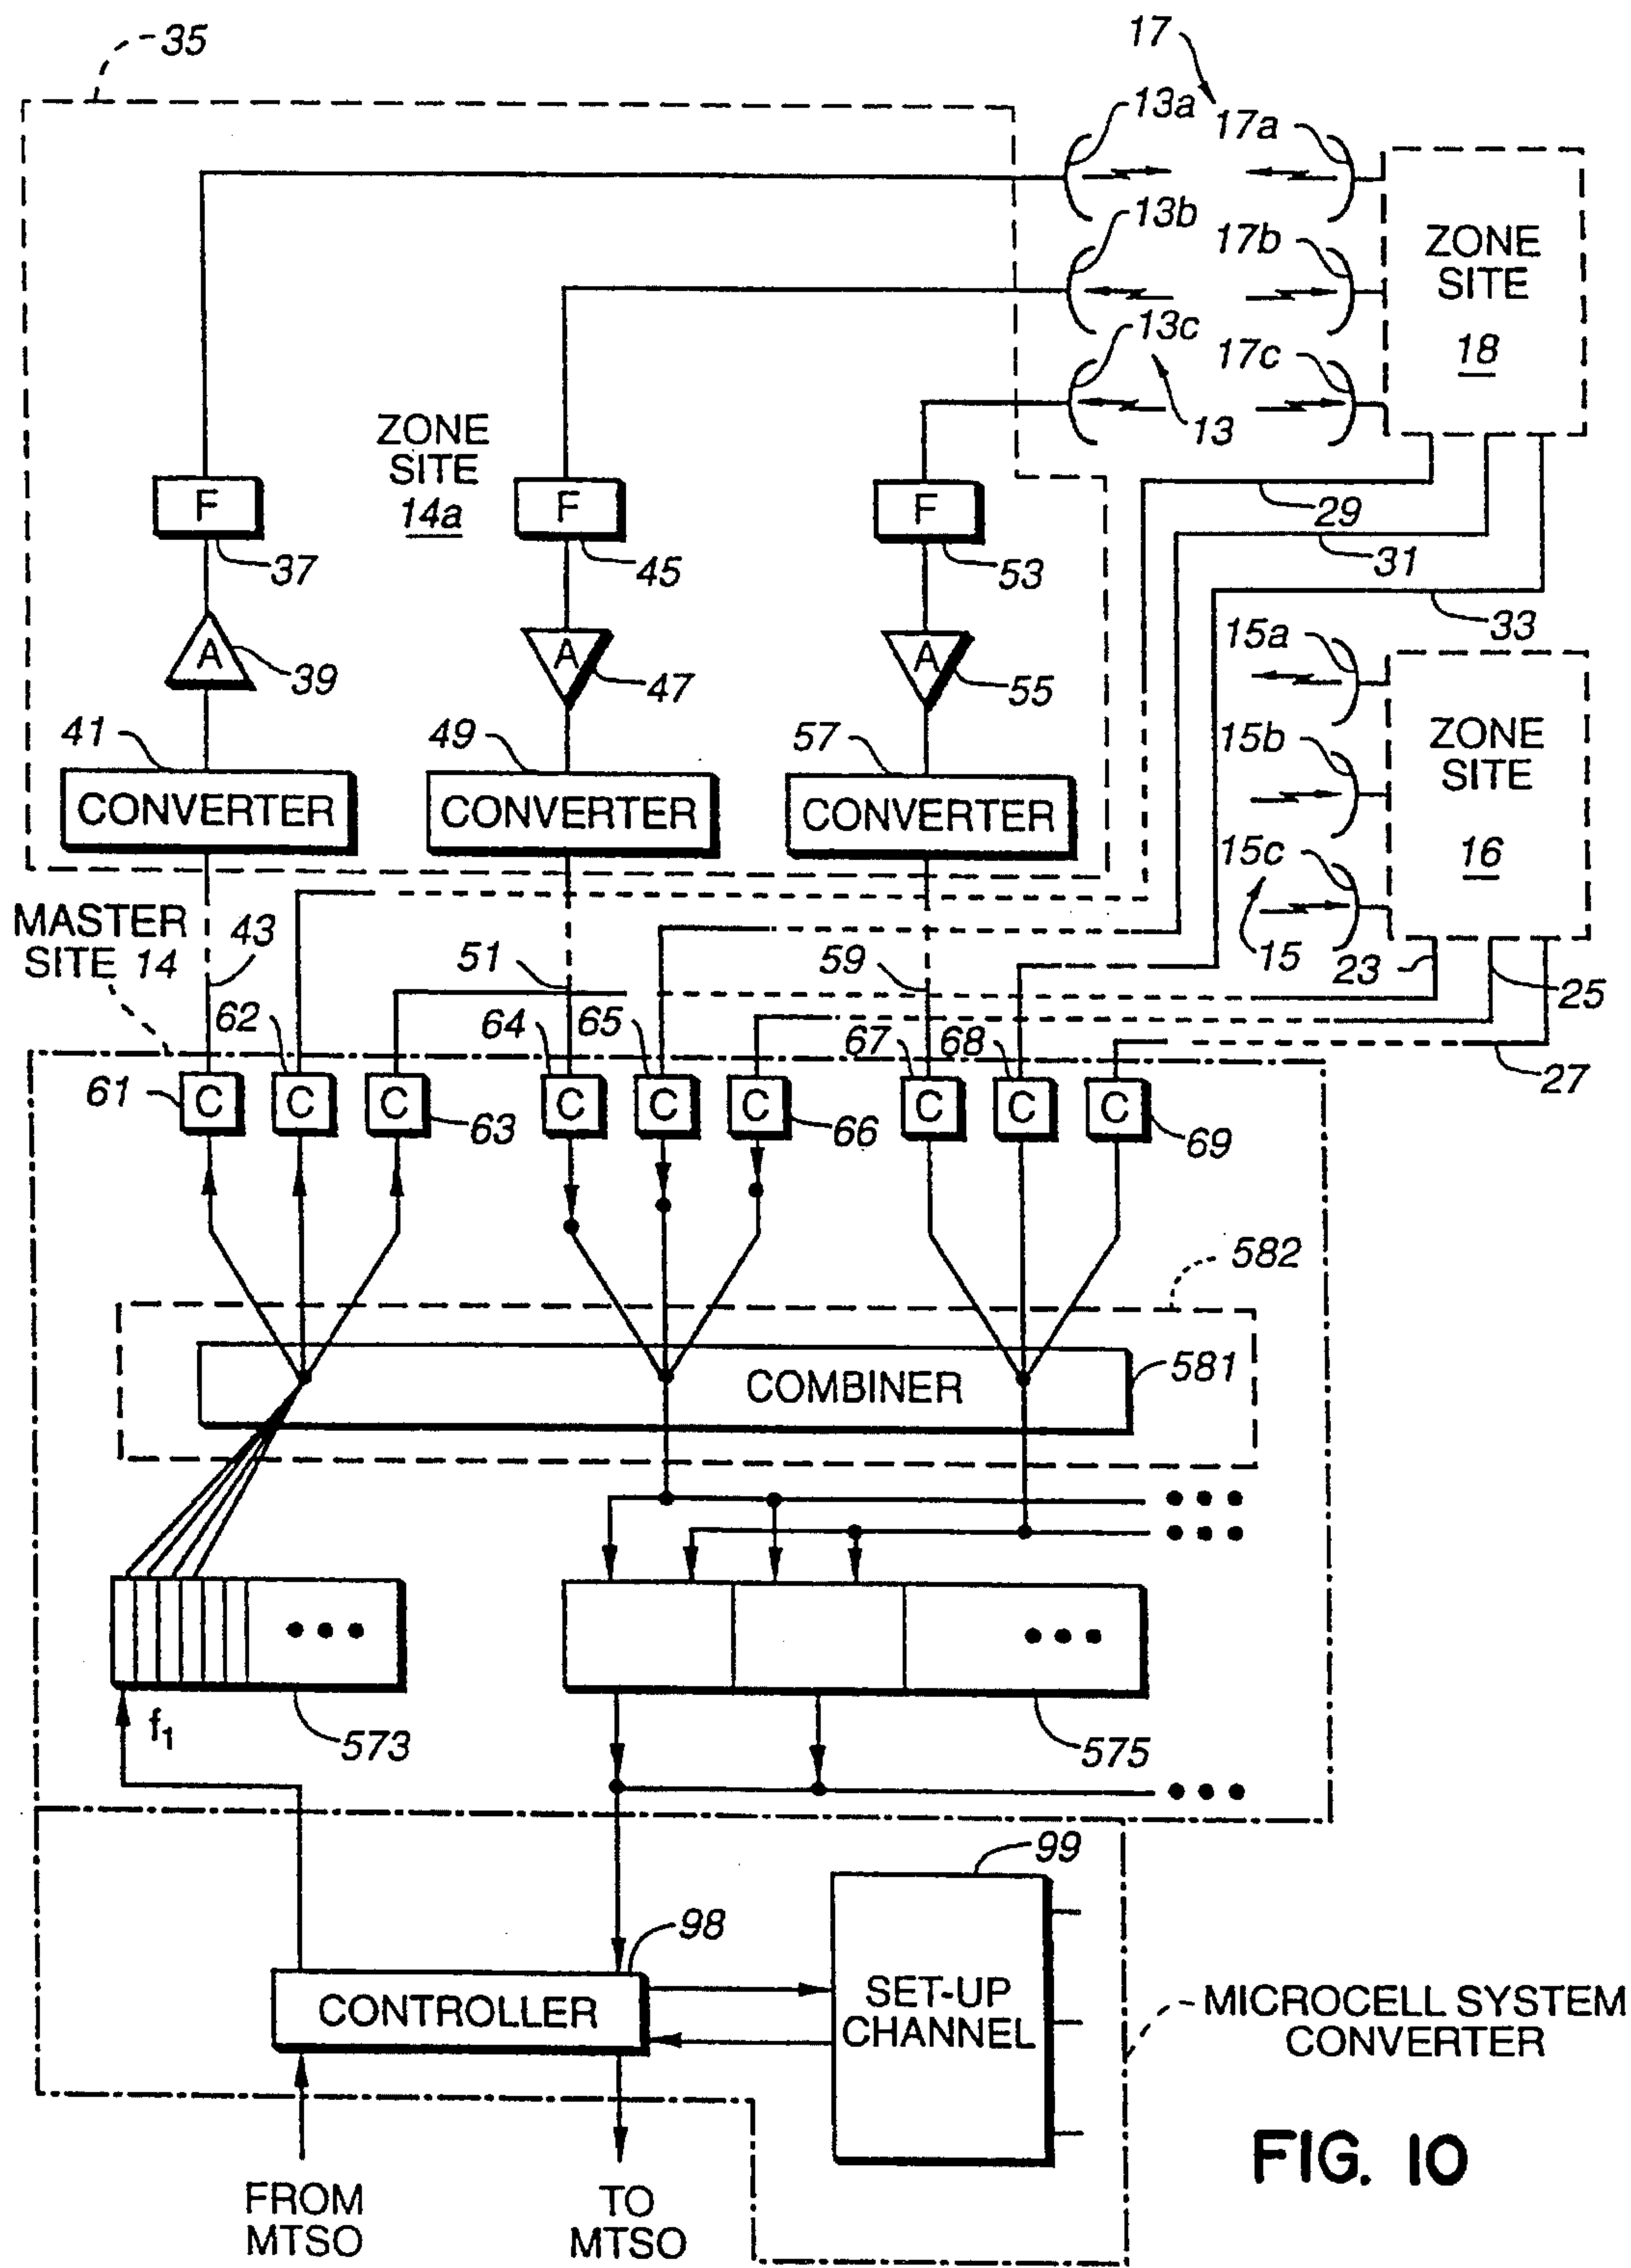 35
17
13a
17a
13b
17b
ZONE
SITE
18
13c
17c
13
ZONE
SITE
14a
F
F
F
29
37
45
53
31
33
A
A
A
39
47
55
15a
41
49
57
15b
ZONE
SITE
16
CONVERTER
CONVERTER
CONVERTER
15c
MASTER
SITE 14
43
51
59
15
23
25
62
64
65
67
68
27
61
C
C
C
C
C
C
C
C
C
63
66
69
582
COMBINER
581
f1
573
575
99
98
CONTROLLER
SET-UP
CHANNEL
MICROCELL SYSTEM
CONVERTER
FROM
MTSO
TO
MTSO
FIG. 10